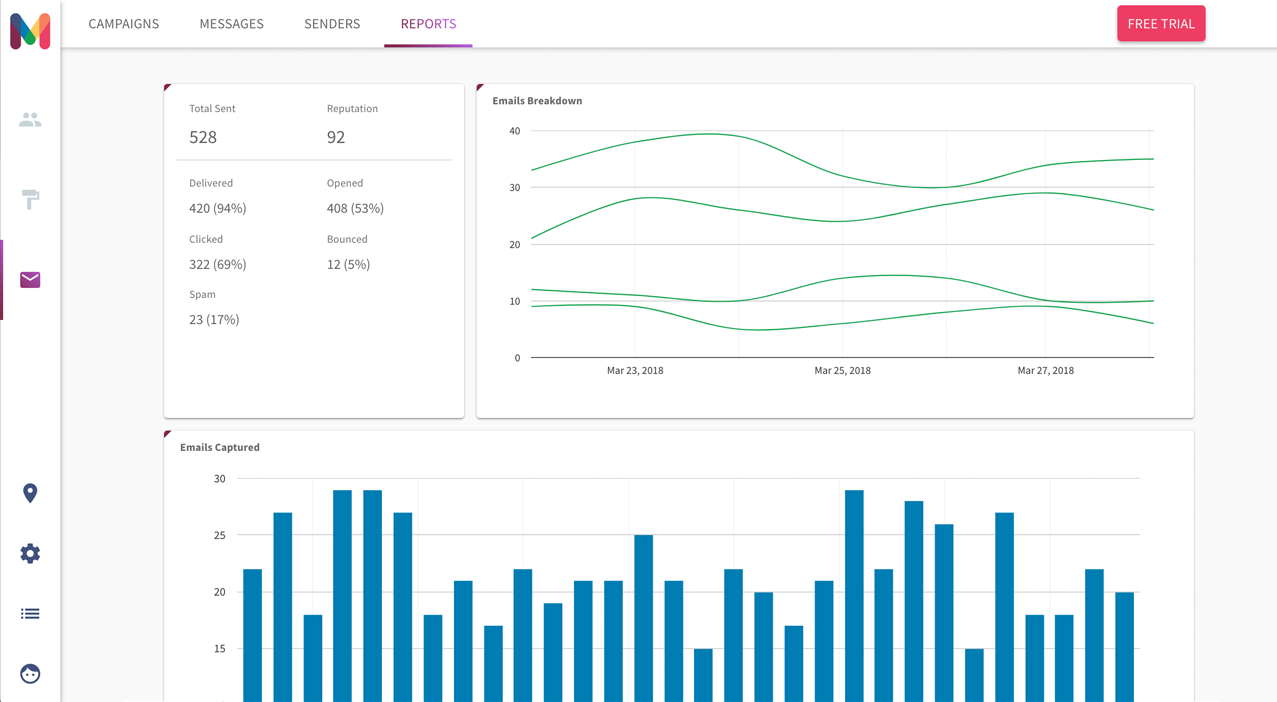 CAMPAIGNS MESSAGES SENDERS REPORTS FREE TRIAL
Total Sent Reputation
528 92
Delivered Opened
420 (94%) 408 (53%)
Clicked Bounced
322 (69%) 12 (5%)
Spam
23 (17%)
Emails Breakdown
40
30
20
10
0
Mar 23, 2018 Mar 25, 2018 Mar 27, 2018
Emails Captured
30
25
20
15